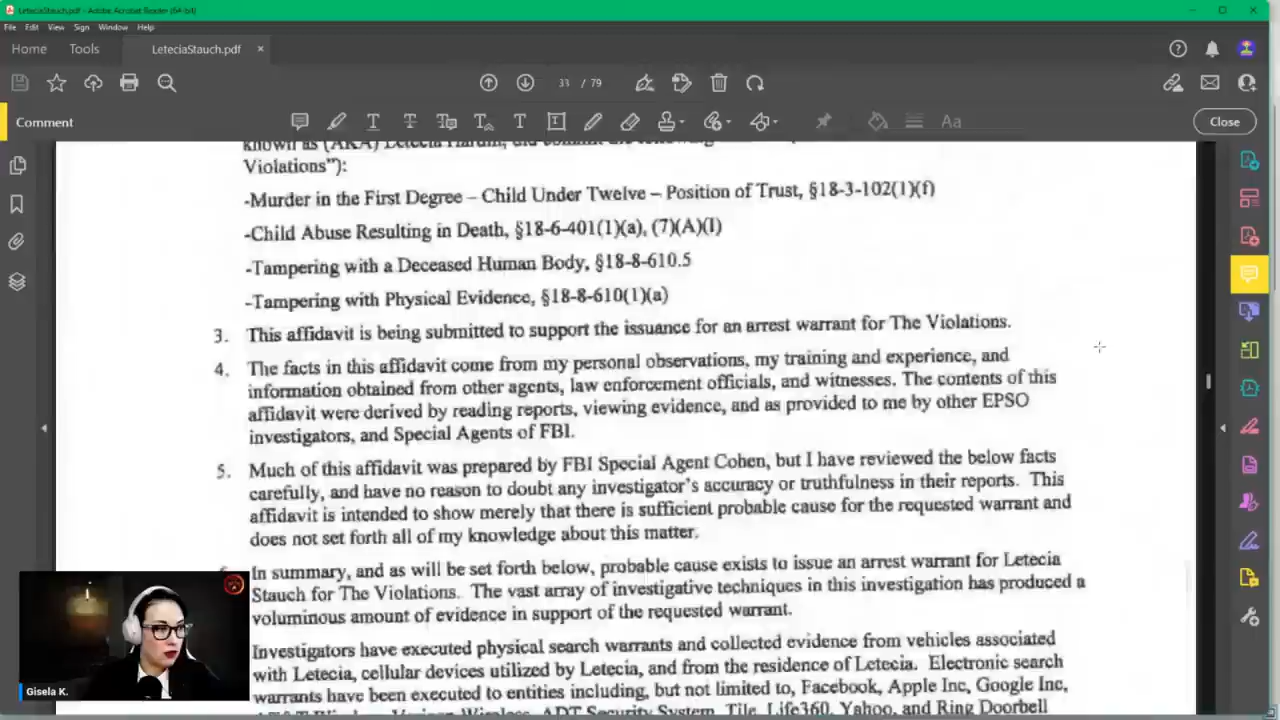 LeteciaStauch.pdf - Adobe Acrobat Reader (64-bit)
File Edit View Sign Window Help
Home Tools LeteciaStauch.pdf ×
33 / 79
Comment
Aa
Close
known as (AKA) Letecia
Violations"):
-Murder in the First Degree – Child Under Twelve – Position of Trust, §18-3-102(1)(f)
-Child Abuse Resulting in Death, §18-6-401(1)(a), (7)(A)(I)
-Tampering with a Deceased Human Body, §18-8-610.5
-Tampering with Physical Evidence, §18-8-610(1)(a)
3. This affidavit is being submitted to support the issuance for an arrest warrant for The Violations.
4. The facts in this affidavit come from my personal observations, my training and experience, and
information obtained from other agents, law enforcement officials, and witnesses. The contents of this
affidavit were derived by reading reports, viewing evidence, and as provided to me by other EPSO
investigators, and Special Agents of FBI.
5. Much of this affidavit was prepared by FBI Special Agent Cohen, but I have reviewed the below facts
carefully, and have no reason to doubt any investigator's accuracy or truthfulness in their reports. This
affidavit is intended to show merely that there is sufficient probable cause for the requested warrant and
does not set forth all of my knowledge about this matter.
In summary, and as will be set forth below, probable cause exists to issue an arrest warrant for Letecia
Stauch for The Violations. The vast array of investigative techniques in this investigation has produced a
voluminous amount of evidence in support of the requested warrant.
Investigators have executed physical search warrants and collected evidence from vehicles associated
with Letecia, cellular devices utilized by Letecia, and from the residence of Letecia. Electronic search
warrants have been executed to entities including, but not limited to, Facebook, Apple Inc, Google Inc,
Verizon Wireless, ADT Security System, Tile, Life360, Yahoo, and Ring Doorbell
Gisela K.